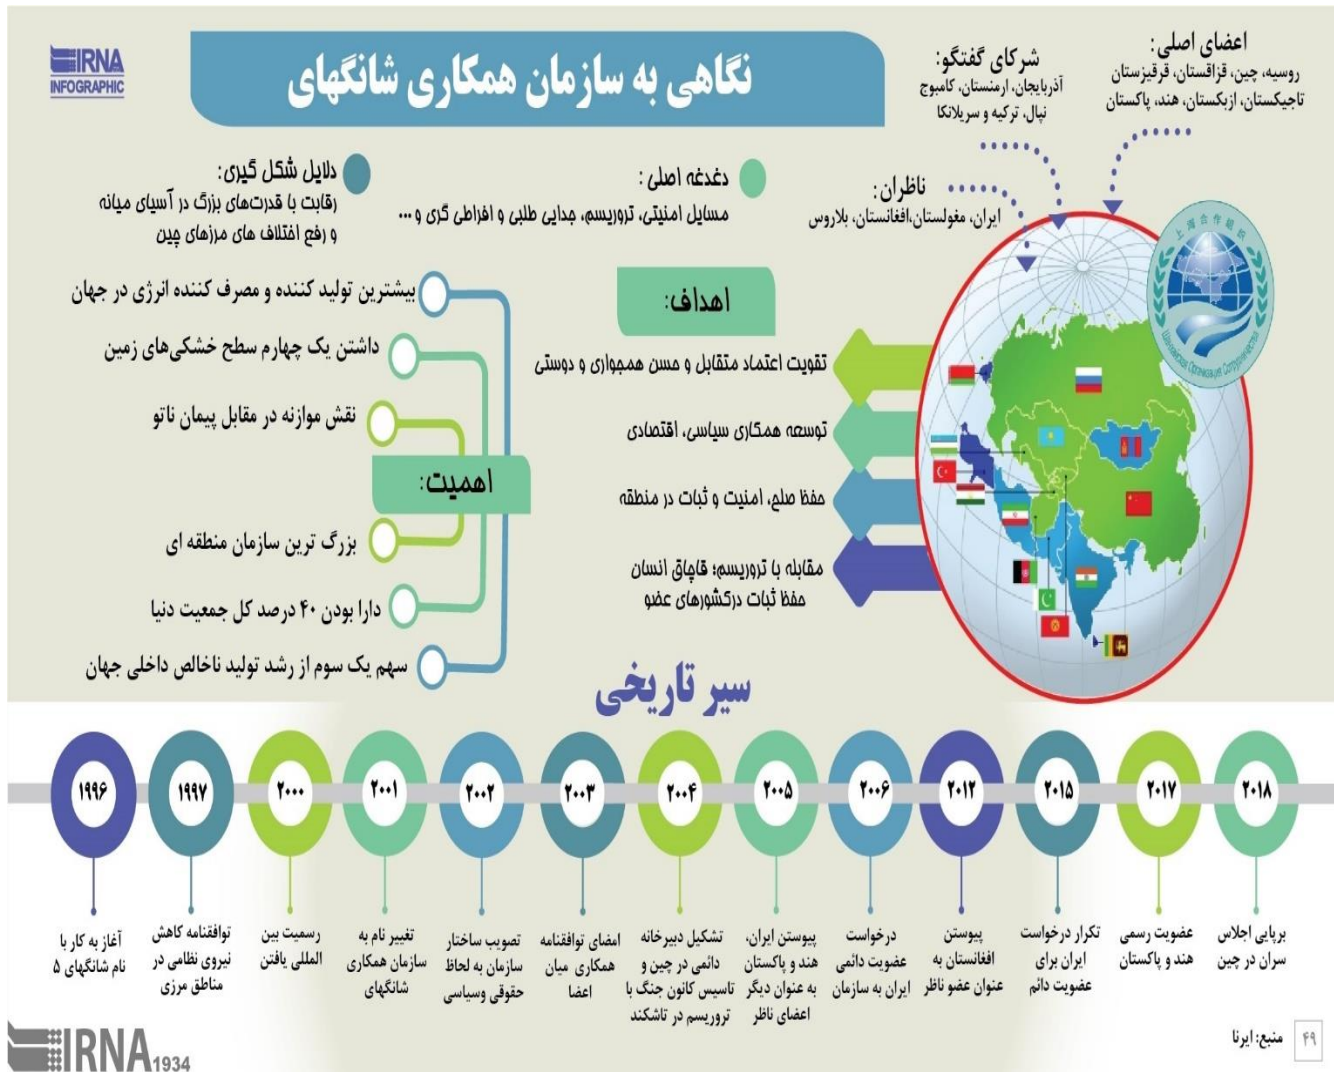 IRNA
INFOGRAPHIC
نگاهی به سازمان همکاری شانگهای
اعضای اصلی:
روسیه، چین، قزاقستان، قرقیزستان
تاجیکستان، ازبکستان، هند، پاکستان
شرکای گفتگو:
آذربایجان، ارمنستان، کامبوج
نپال، ترکیه و سریلانکا
ناظران:
ایران، مغولستان،افغانستان، بلاروس
دغدغه اصلی:
مسایل امنیتی، تروریسم، جدایی طلبی و افراطی گری و ...
دلایل شکل گیری:
رقابت با قدرت‌های بزرگ در آسیای میانه
و رفع اختلاف های مرزهای چین
上海合作组织
Шанхайская Организация Сотрудничества
اهداف:
تقویت اعتماد متقابل و حسن همجواری و دوستی
توسعه همکاری سیاسی، اقتصادی
حفظ صلح، امنیت و ثبات در منطقه
مقابله با تروریسم؛ قاچاق انسان
حفظ ثبات درکشورهای عضو
اهمیت:
بیشترین تولید کننده و مصرف کننده انرژی در جهان
داشتن یک چهارم سطح خشکی‌های زمین
نقش موازنه در مقابل پیمان ناتو
بزرگ ترین سازمان منطقه ای
دارا بودن ۴۰ درصد کل جمعیت دنیا
سهم یک سوم از رشد تولید ناخالص داخلی جهان
سیر تاریخی
۱۹۹۶
آغاز به کار با
نام شانگهای ۵
۱۹۹۷
توافقنامه کاهش
نیروی نظامی در
مناطق مرزی
۲۰۰۰
رسمیت بین
المللی یافتن
۲۰۰۱
تغییر نام به
سازمان همکاری
شانگهای
۲۰۰۲
تصویب ساختار
سازمان به لحاظ
حقوقی وسیاسی
۲۰۰۳
امضای توافقنامه
همکاری میان
اعضا
۲۰۰۴
تشکیل دبیرخانه
دائمی در چین و
تاسیس کانون جنگ با
تروریسم در تاشکند
۲۰۰۵
پیوستن ایران،
هند و پاکستان
به عنوان دیگر
اعضای ناظر
۲۰۰۶
درخواست
عضویت دائمی
ایران به سازمان
۲۰۱۲
پیوستن
افغانستان به
عنوان عضو ناظر
۲۰۱۵
تکرار درخواست
ایران برای
عضویت دائم
۲۰۱۷
عضویت رسمی
هند و پاکستان
۲۰۱۸
برپایی اجلاس
سران در چین
IRNA 1934
منبع: ایرنا
۴۹